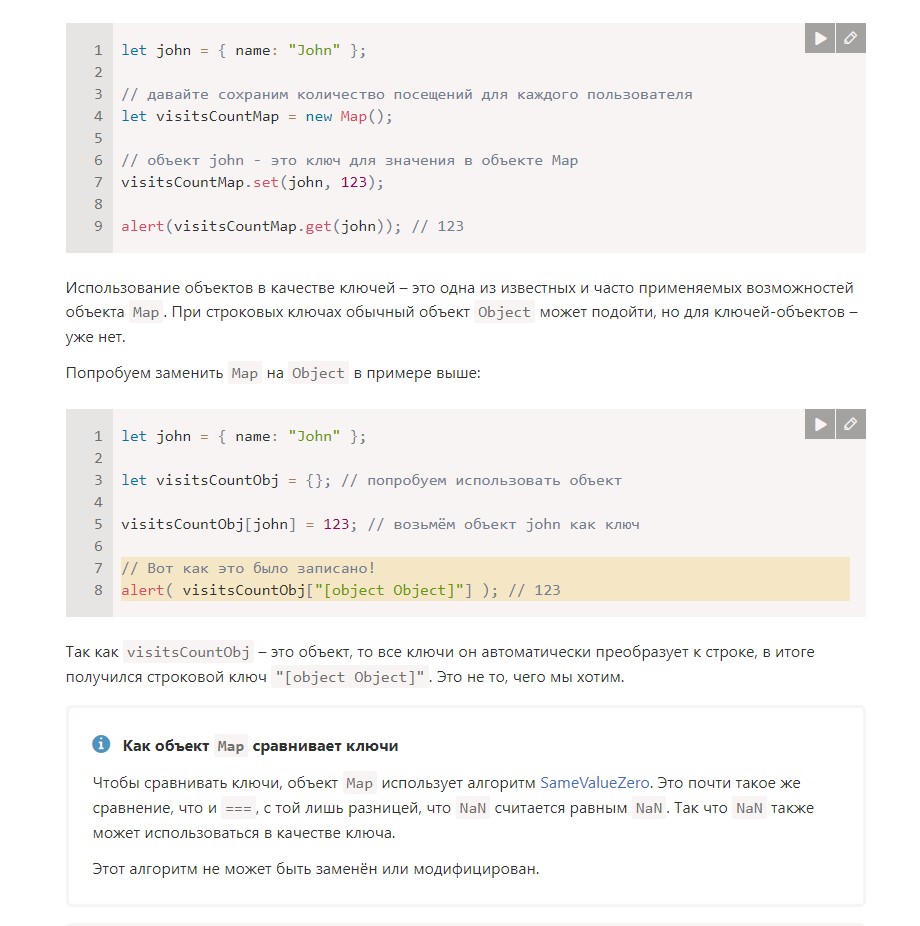 1 let john = { name: "John" };
2
3 // давайте сохраним количество посещений для каждого пользователя
4 let visitsCountMap = new Map();
5
6 // объект john - это ключ для значения в объекте Map
7 visitsCountMap.set(john, 123);
8
9 alert(visitsCountMap.get(john)); // 123
Использование объектов в качестве ключей – это одна из известных и часто применяемых возможностей
объекта Map. При строковых ключах обычный объект Object может подойти, но для ключей-объектов –
уже нет.
Попробуем заменить Map на Object в примере выше:
1 let john = { name: "John" };
2
3 let visitsCountObj = {}; // попробуем использовать объект
4
5 visitsCountObj[john] = 123; // возьмём объект john как ключ
6
7 // Вот как это было записано!
8 alert( visitsCountObj["[object Object]"] ); // 123
Так как visitsCountObj – это объект, то все ключи он автоматически преобразует к строке, в итоге
получился строковой ключ "[object Object]". Это не то, чего мы хотим.
Как объект Map сравнивает ключи
Чтобы сравнивать ключи, объект Map использует алгоритм SameValueZero. Это почти такое же
сравнение, что и ===, с той лишь разницей, что NaN считается равным NaN. Так что NaN также
может использоваться в качестве ключа.
Этот алгоритм не может быть заменён или модифицирован.